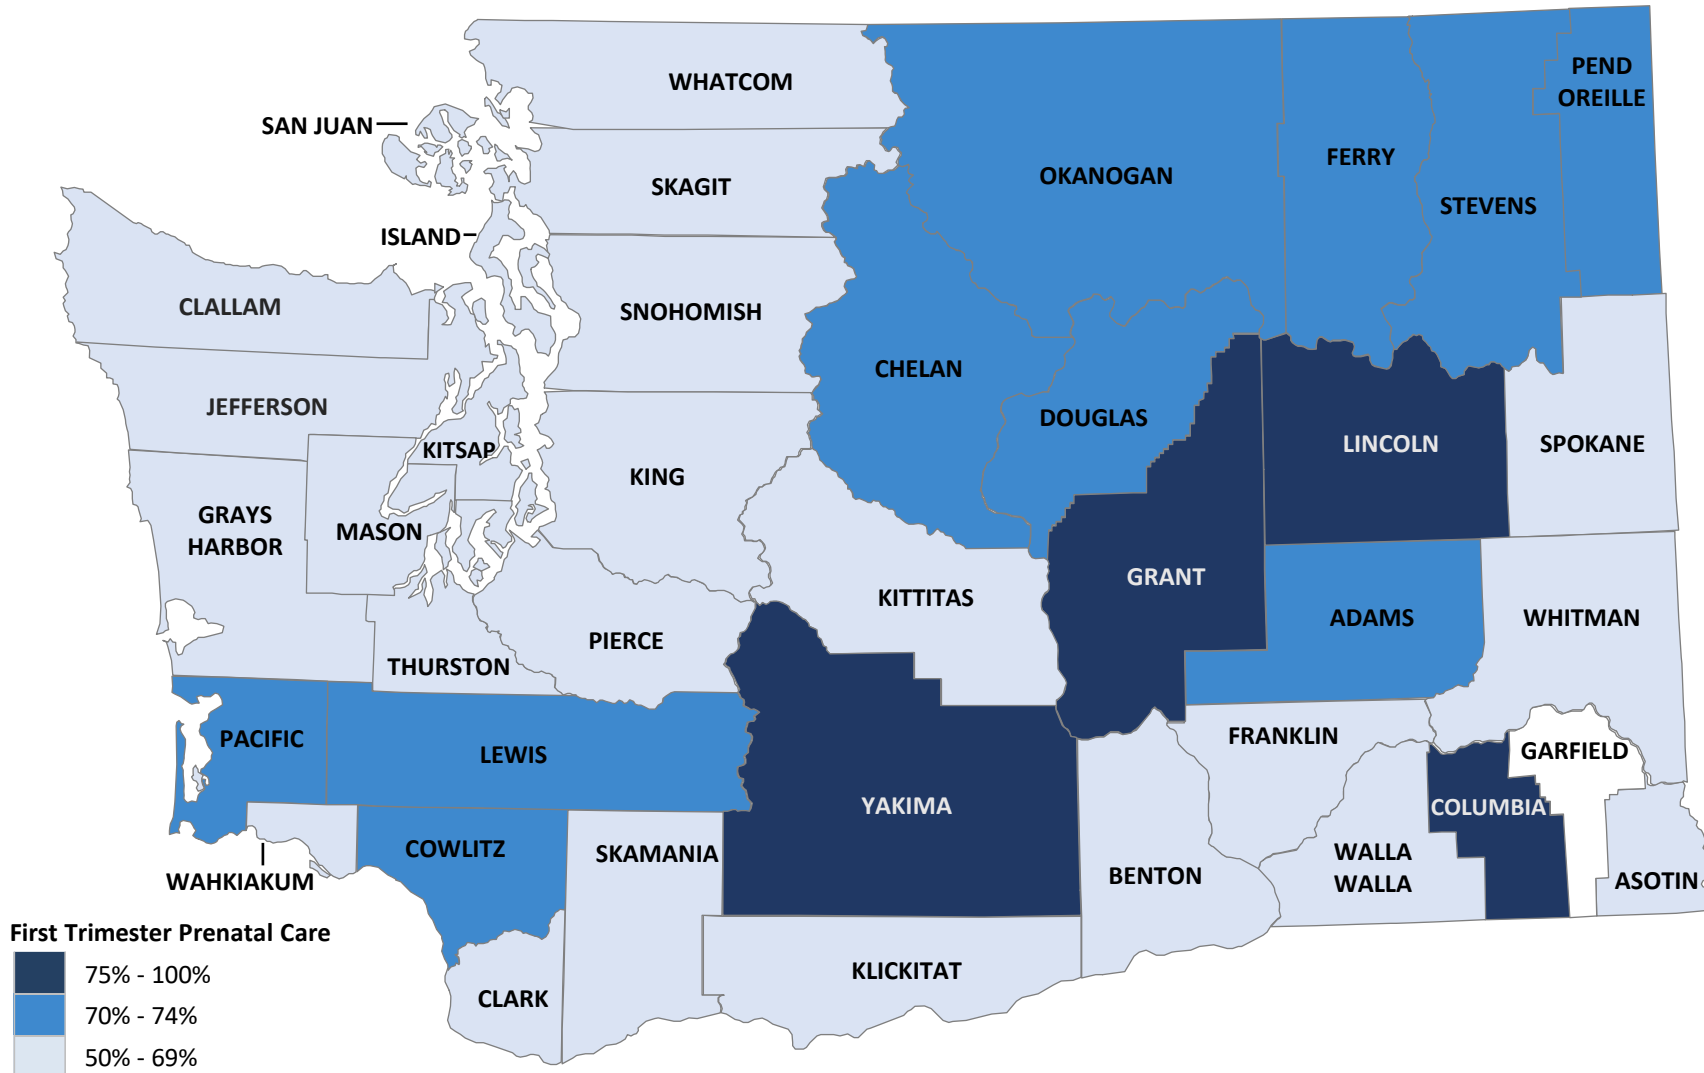 WHATCOM
PEND
OREILLE
SAN JUAN
FERRY
OKANOGAN
SKAGIT
STEVENS
ISLAND
CLALLAM
SNOHOMISH
CHELAN
JEFFERSON
DOUGLAS
KITSAP
LINCOLN
SPOKANE
KING
GRAYS
HARBOR
MASON
GRANT
KITTITAS
ADAMS
WHITMAN
PIERCE
THURSTON
PACIFIC
LEWIS
FRANKLIN
GARFIELD
YAKIMA
COLUMBIA
COWLITZ
SKAMANIA
WALLA
WALLA
BENTON
WAHKIAKUM
ASOTIN
KLICKITAT
CLARK
First Trimester Prenatal Care
75% - 100%
70% - 74%
50% - 69%